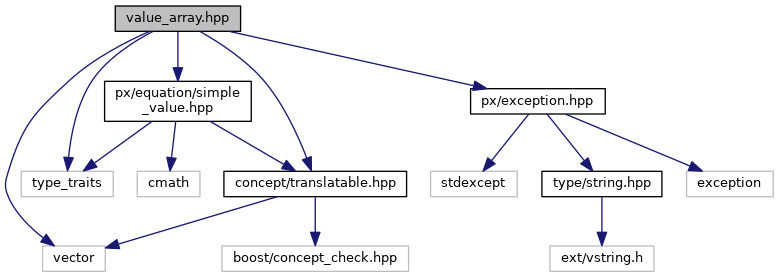 value_array.hpp
px/equation/simple
_value.hpp
px/exception.hpp
type_traits
cmath
concept/translatable.hpp
stdexcept
type/string.hpp
exception
vector
boost/concept_check.hpp
ext/vstring.h